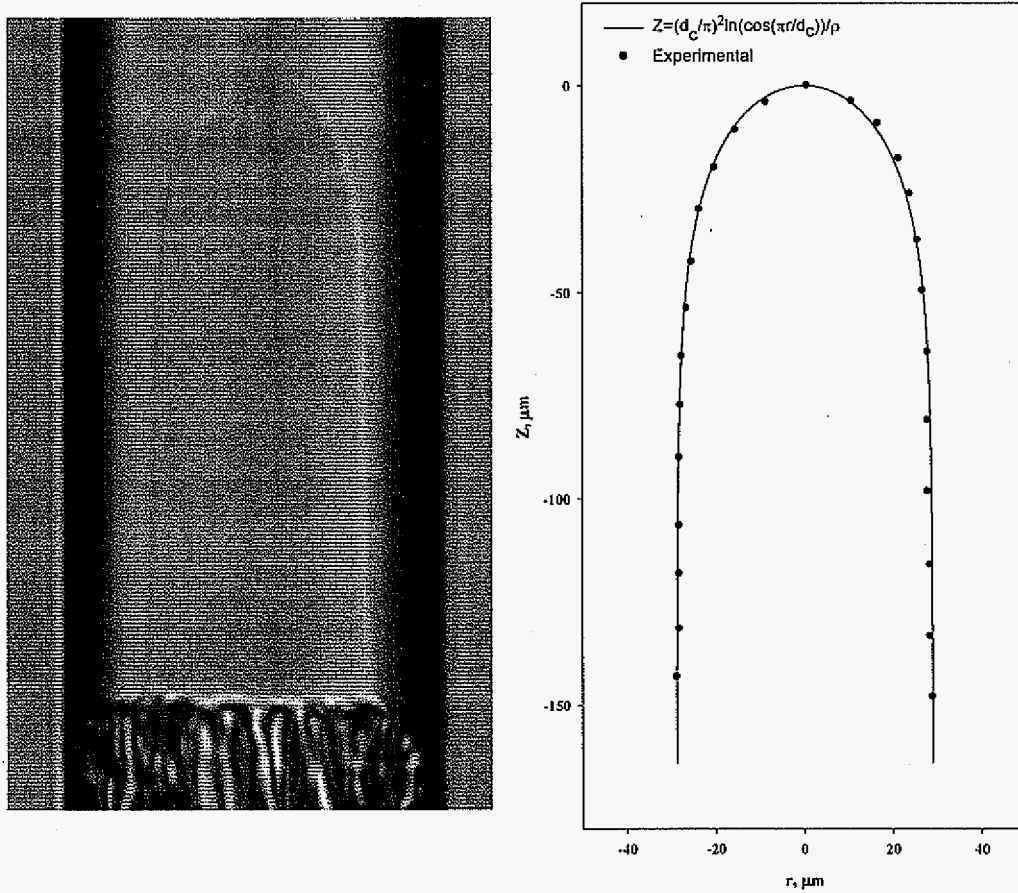 Z=(d_C/π)²ln(cos(πr/d_C))/ρ
Experimental
0
-50
-100
-150
Z, μm
-40 -20 0 20 40
r, μm